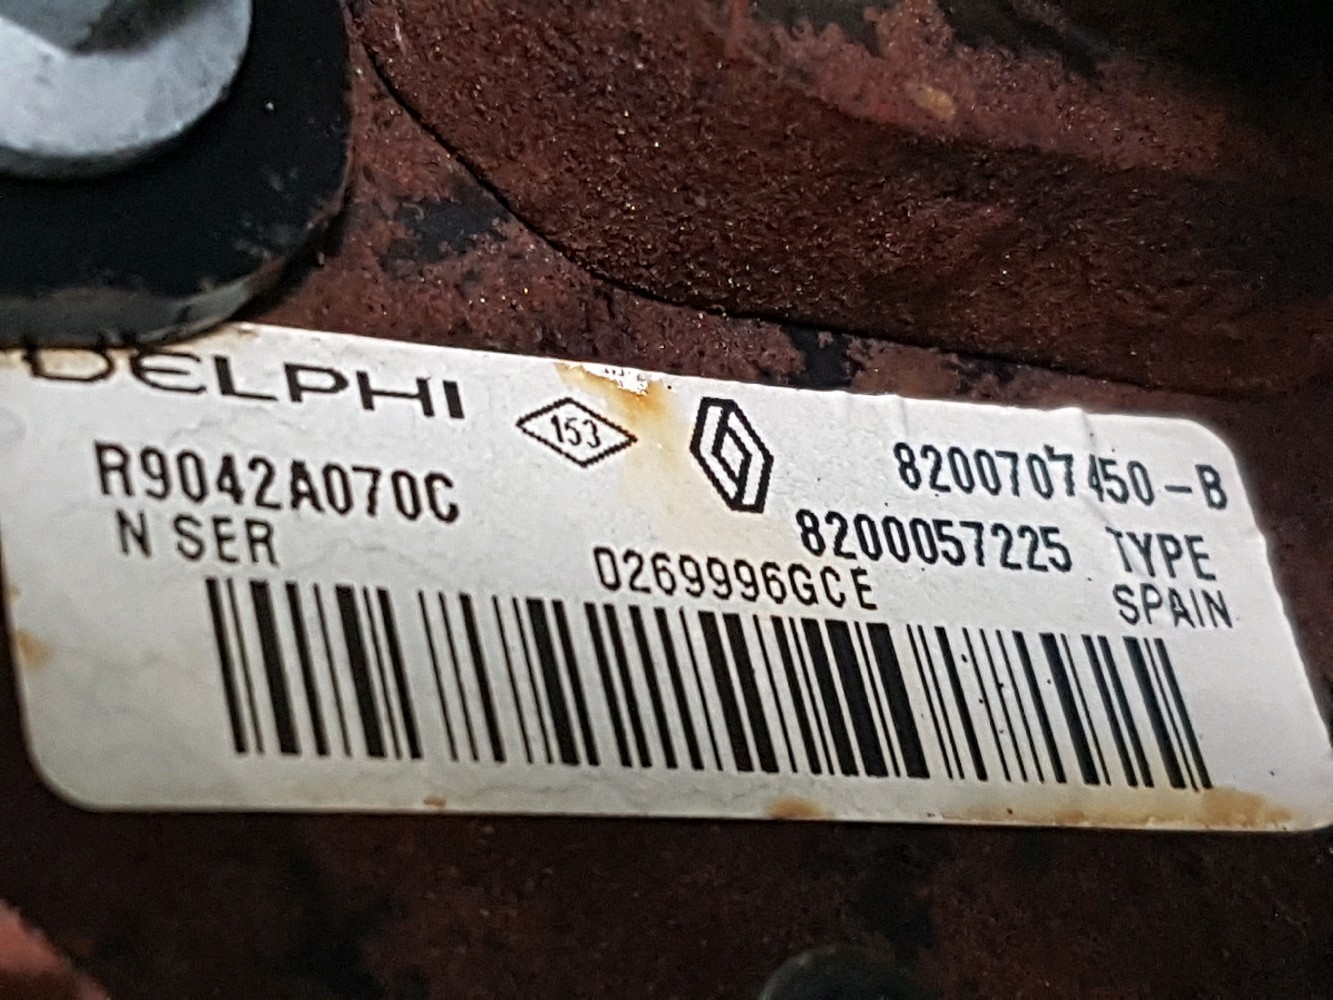 DELPHI
153
R9042A070C
8200707450-B
N SER
8200057225 TYPE
0269996GCE
SPAIN